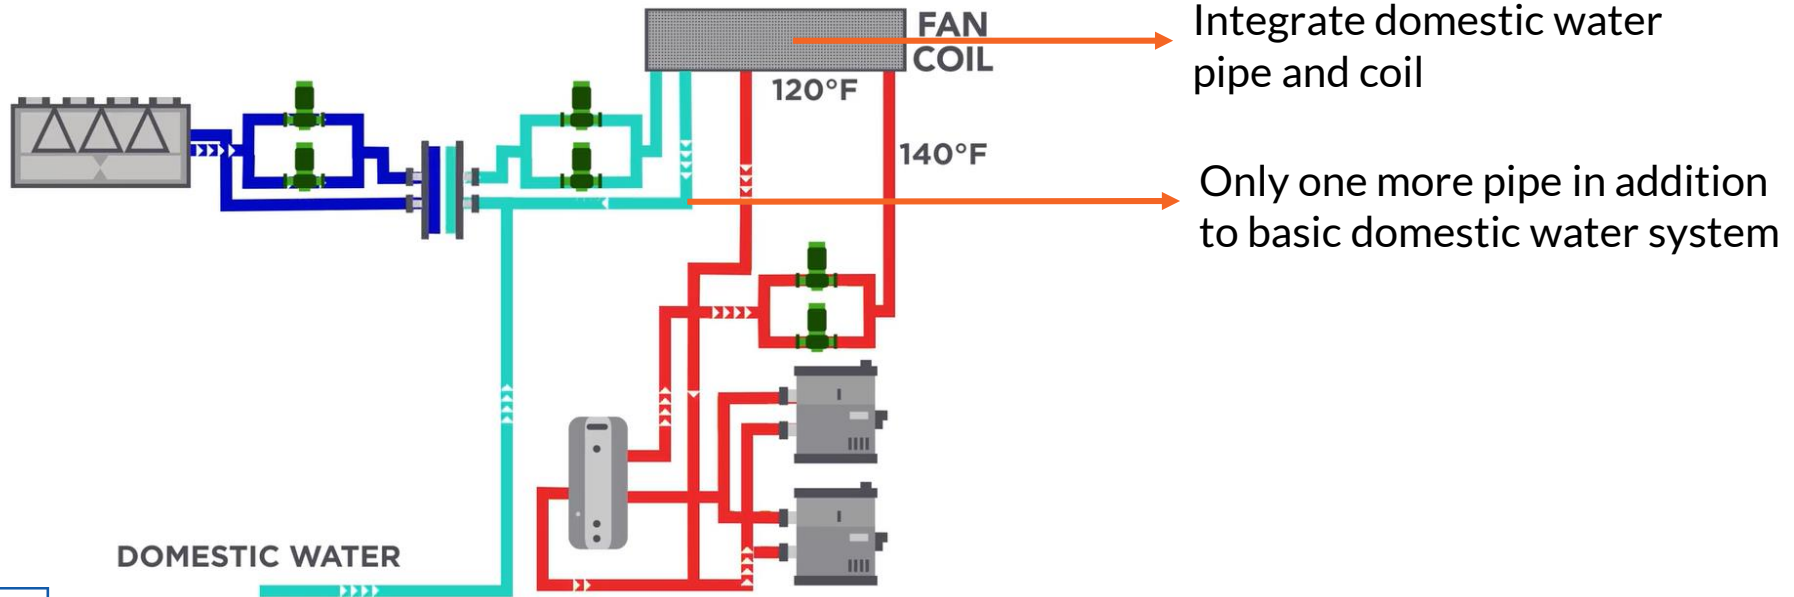 FAN
COIL
120°F
140°F
Integrate domestic water
pipe and coil
Only one more pipe in addition
to basic domestic water system
DOMESTIC WATER